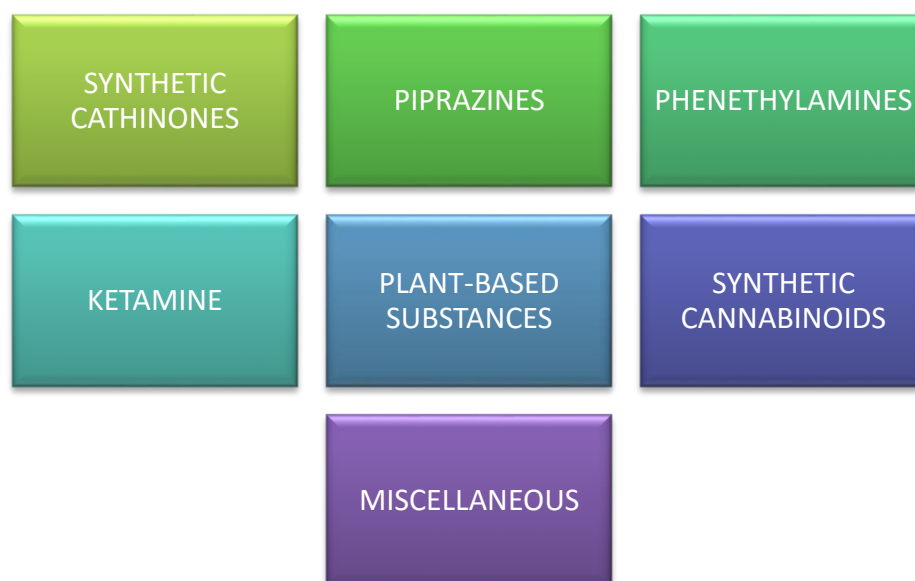 SYNTHETIC
CATHINONES
PIPRAZINES
PHENETHYLAMINES
KETAMINE
PLANT-BASED
SUBSTANCES
SYNTHETIC
CANNABINOIDS
MISCELLANEOUS